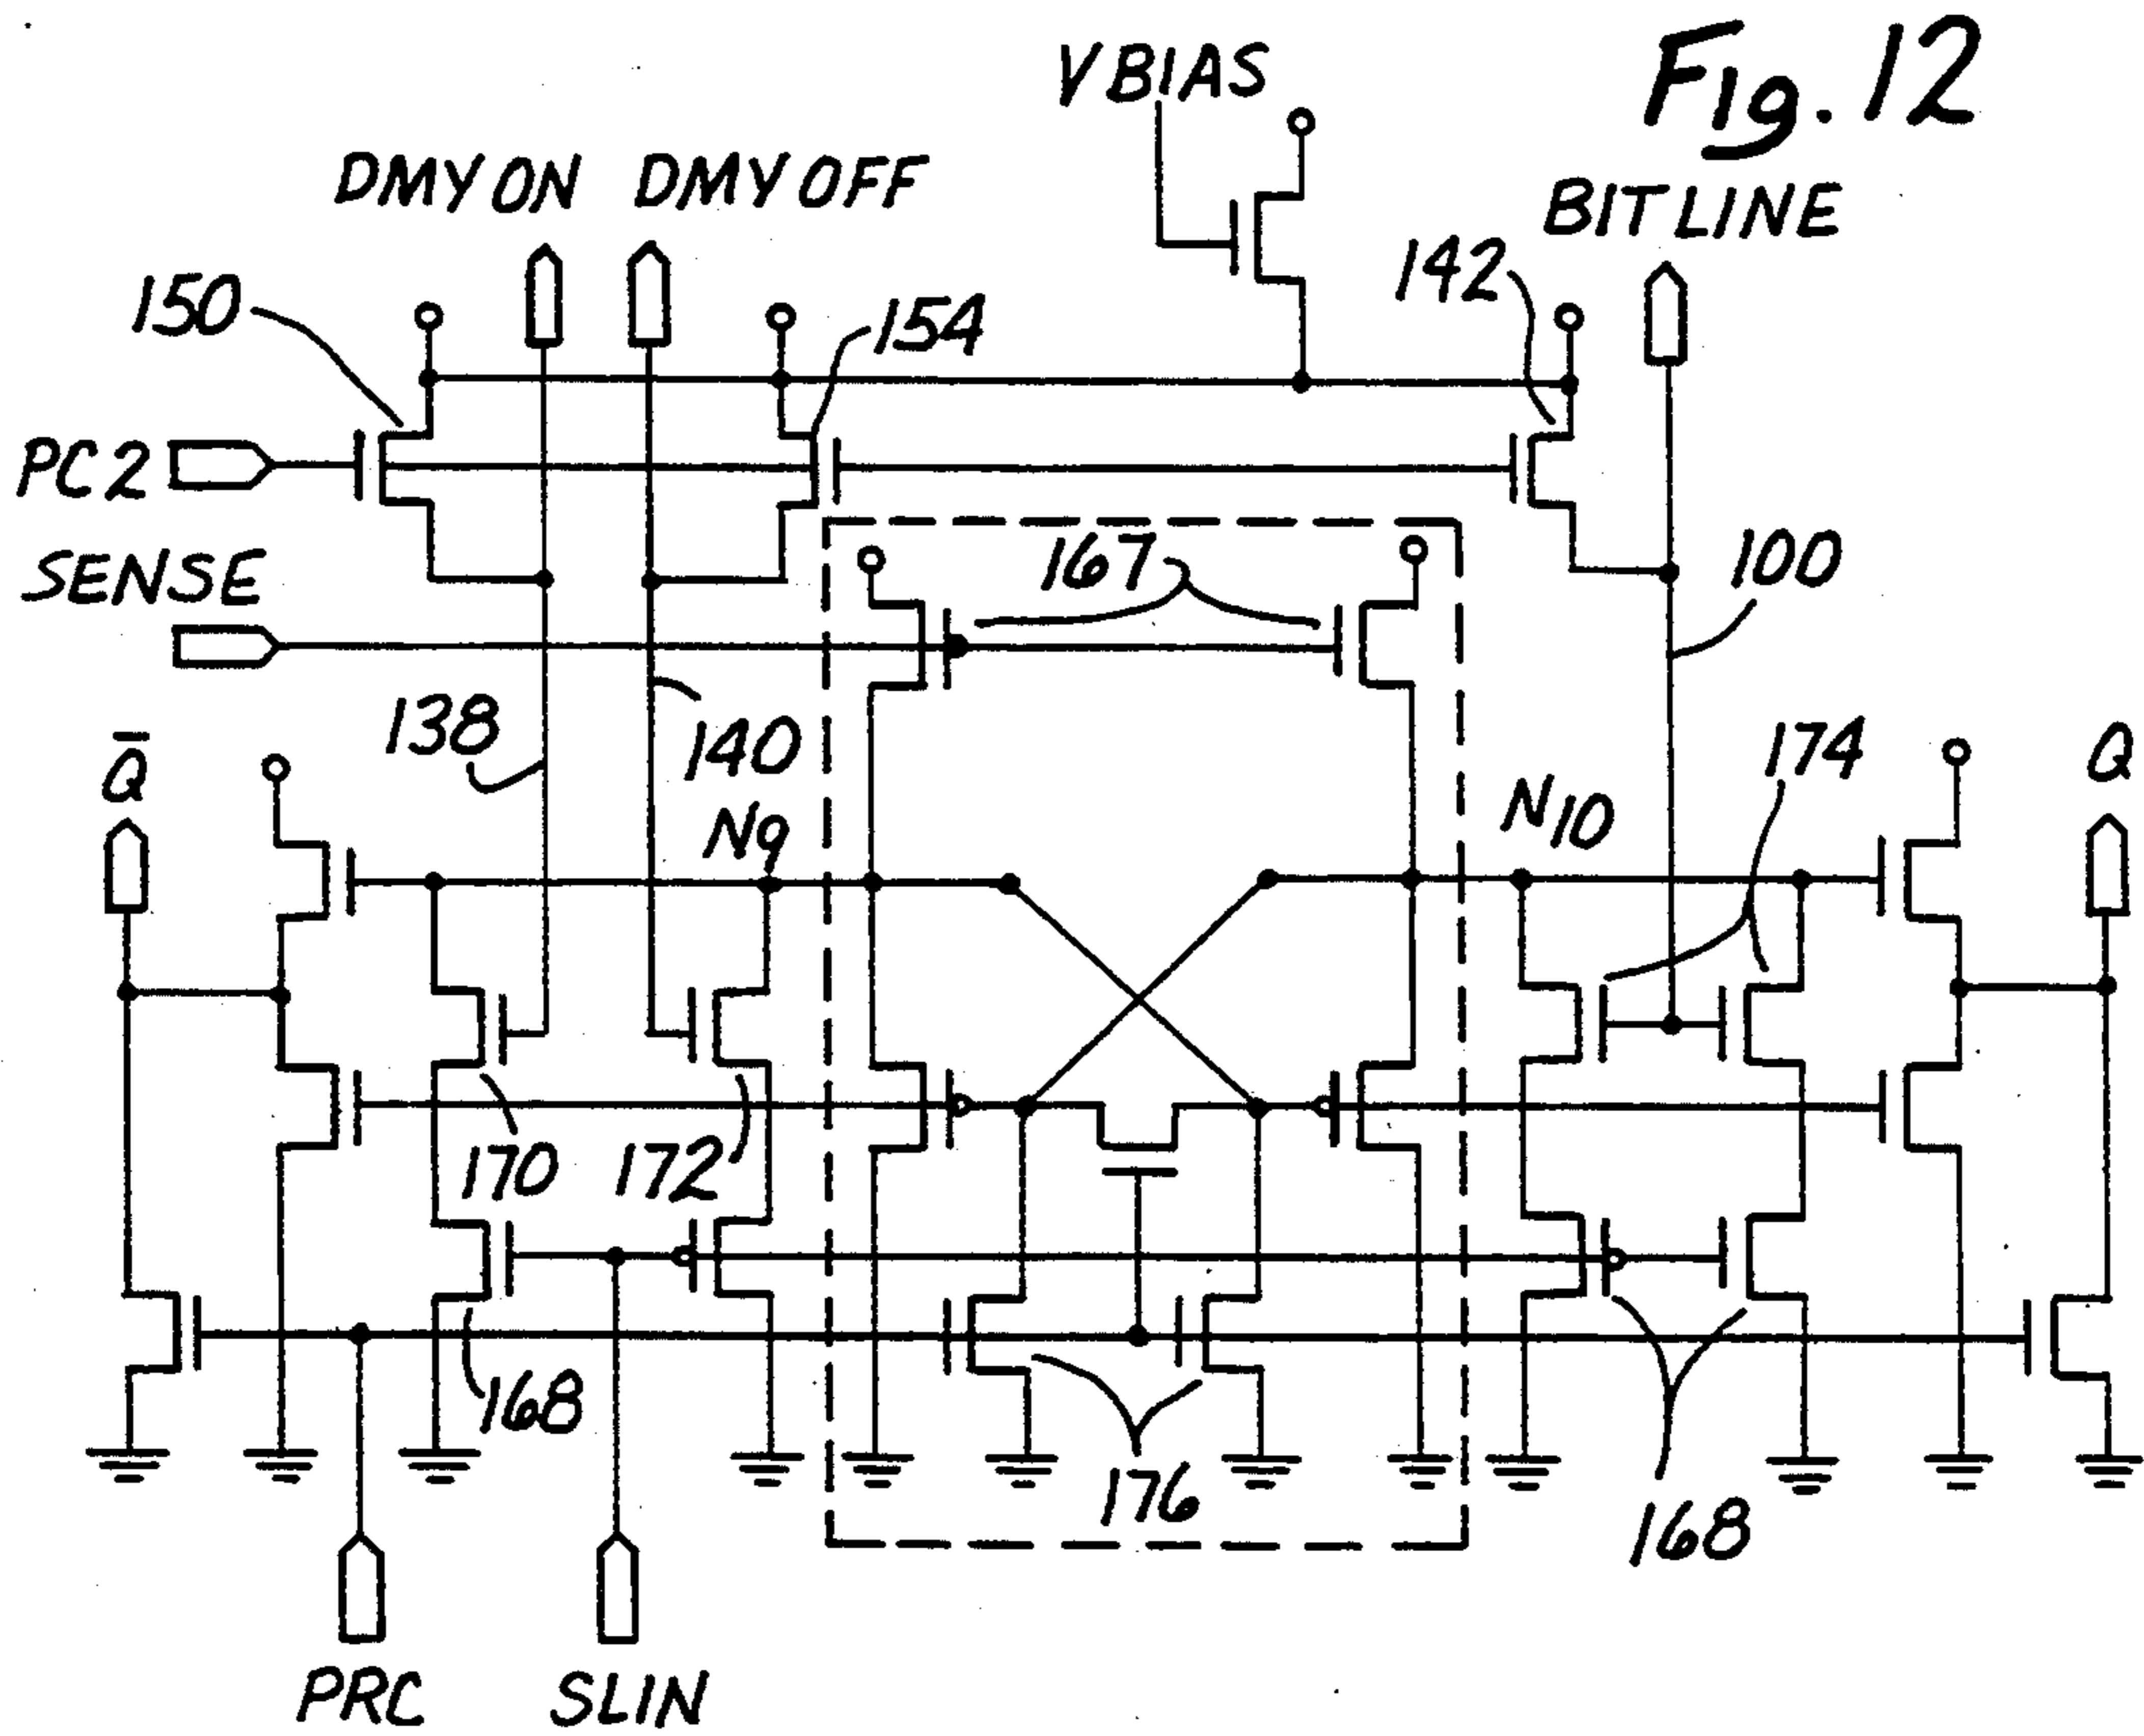 Fig. 12
V BIAS
DMY ON DMY OFF
BIT LINE
142
150
154
PC2
SENSE
167
100
138
140
174
Q̅
Q
N9
N10
170
172
168
176
168
PRC
SLIN